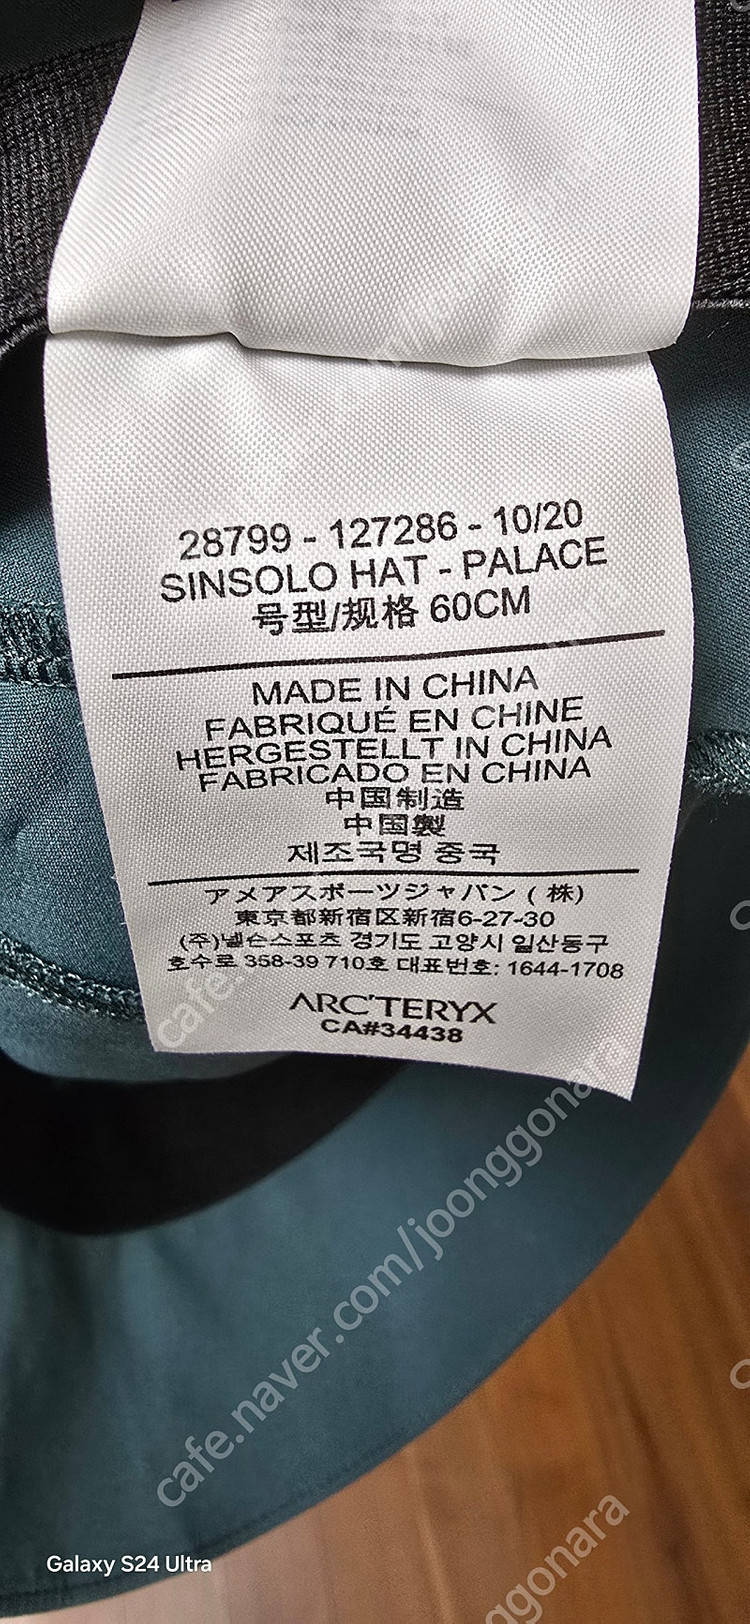 28799 - 127286 - 10/20
SINSOLO HAT - PALACE
号型/规格 60CM
MADE IN CHINA
FABRIQUÉ EN CHINE
HERGESTELLT IN CHINA
FABRICADO EN CHINA
中国制造
中国製
제조국명 중국
アメアスポーツジャパン ( 株)
東京都新宿区新宿6-27-30
(주)넬슨스포츠 경기도 고양시 일산동구
호수로 358-39 710호 대표번호: 1644-1708
ARC'TERYX
CA#34438
cafe.naver.com/joonggonara
Galaxy S24 Ultra